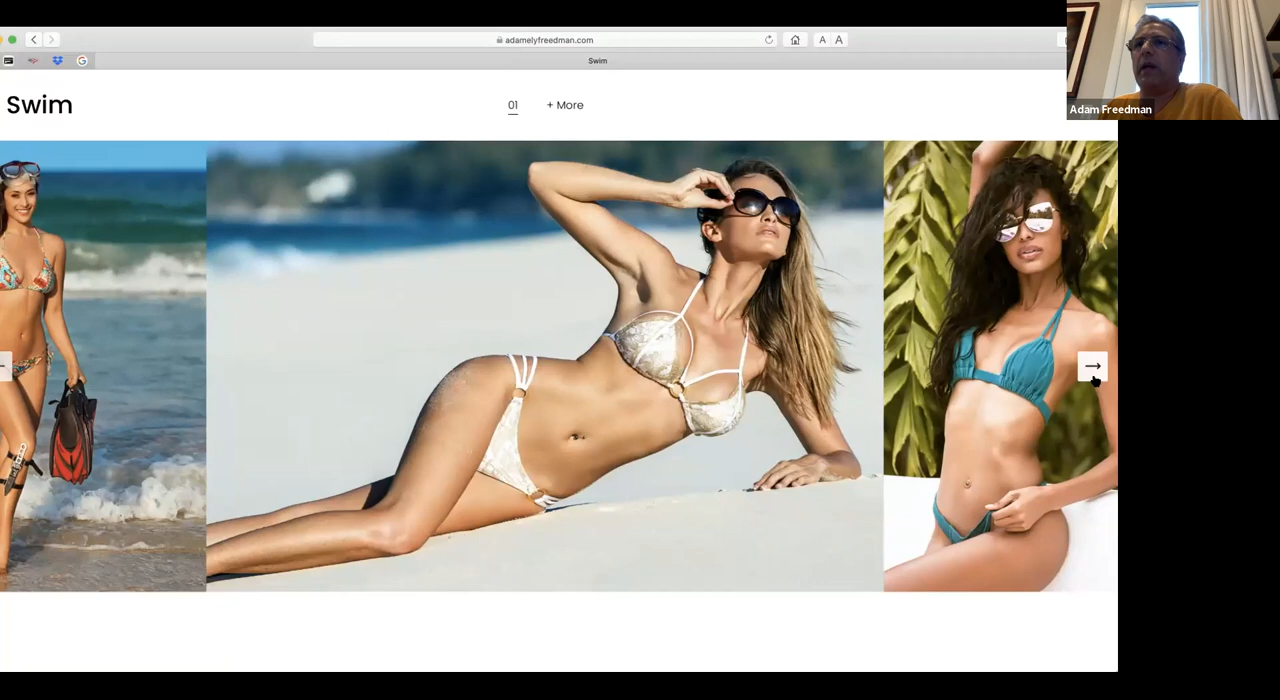 adamelyfreedman.com
A A
Swim
Swim
01 + More
Adam Freedman